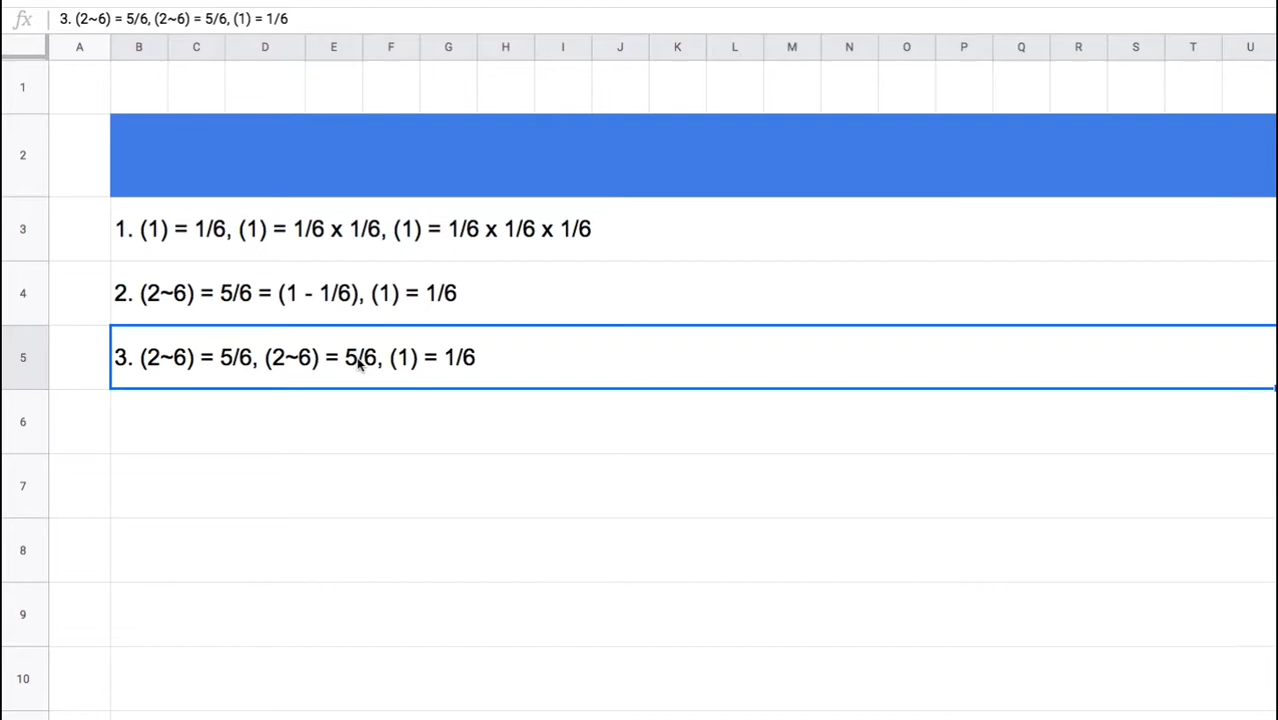 fx 3. (2~6) = 5/6, (2~6) = 5/6, (1) = 1/6
A B C D E F G H I J K L M N O P Q R S T U
1
2
3 1. (1) = 1/6, (1) = 1/6 x 1/6, (1) = 1/6 x 1/6 x 1/6
4 2. (2~6) = 5/6 = (1 - 1/6), (1) = 1/6
5 3. (2~6) = 5/6, (2~6) = 5/6, (1) = 1/6
6
7
8
9
10